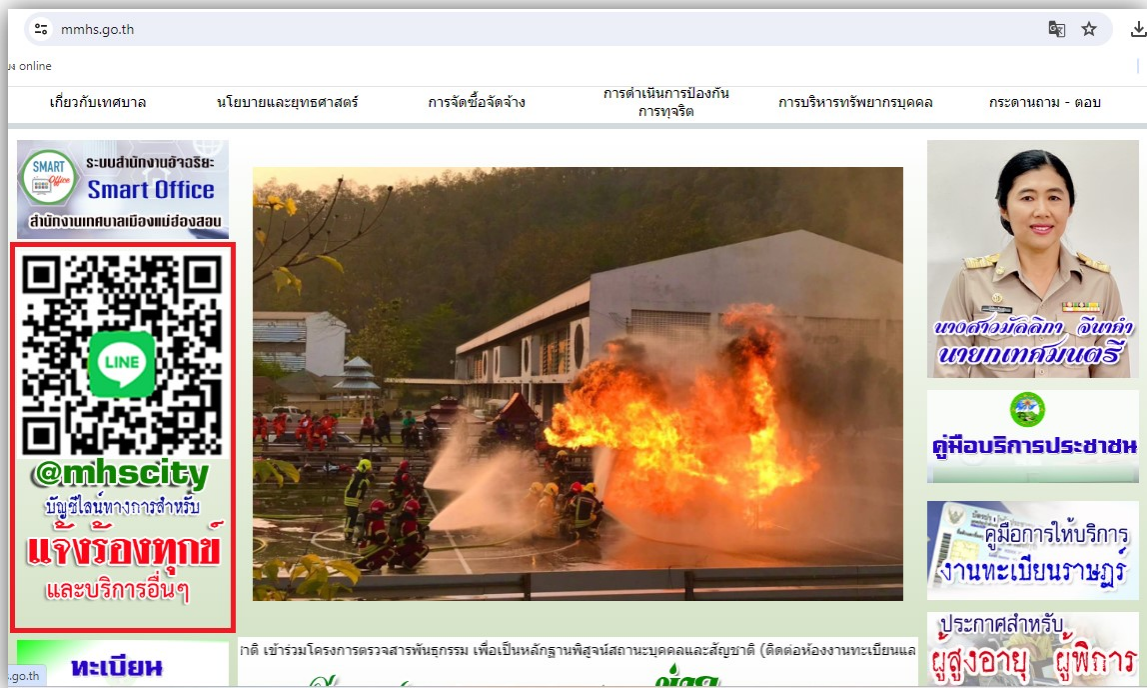 mmhs.go.th
online
เกี่ยวกับเทศบาล
นโยบายและยุทธศาสตร์
การจัดซื้อจัดจ้าง
การดำเนินการป้องกัน
การทุจริต
การบริหารทรัพยากรบุคคล
กระดานถาม - ตอบ
SMART
Office
ระบบสำนักงานอัจฉริยะ
Smart Office
สำนักงานเทศบาลเมืองแม่ฮ่องสอน
LINE
@mhscity
บัญชีไลน์ทางการสำหรับ
แจ้งร้องทุกข์
และบริการอื่นๆ
ทะเบียน
s.go.th
นางสาวมัลลิกา จีนาคำ
นายกเทศมนตรี
คู่มือบริการประชาชน
คู่มือการให้บริการ
งานทะเบียนราษฎร์
ประกาศสำหรับ
ผู้สูงอายุ ผู้พิการ
าติ เข้าร่วมโครงการตรวจสารพันธุกรรม เพื่อเป็นหลักฐานพิสูจน์สถานะบุคคลและสัญชาติ (ติดต่อห้องงานทะเบียนแล